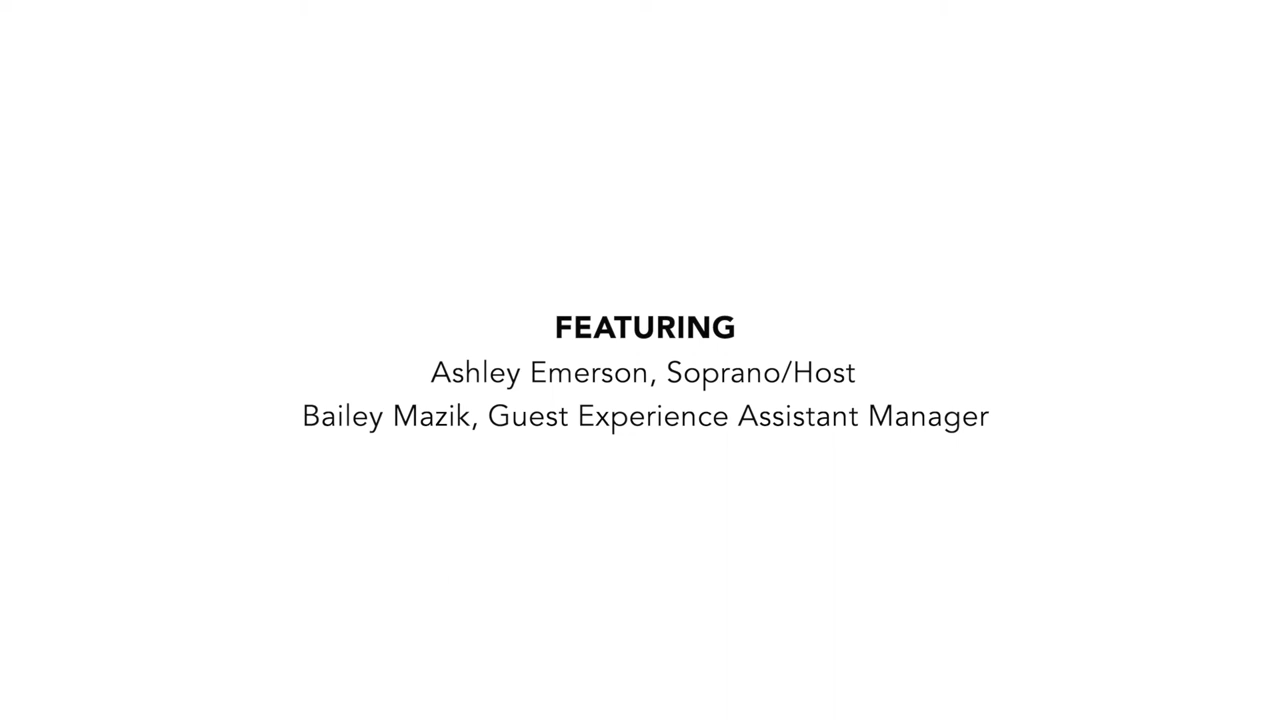 FEATURING
Ashley Emerson, Soprano/Host
Bailey Mazik, Guest Experience Assistant Manager